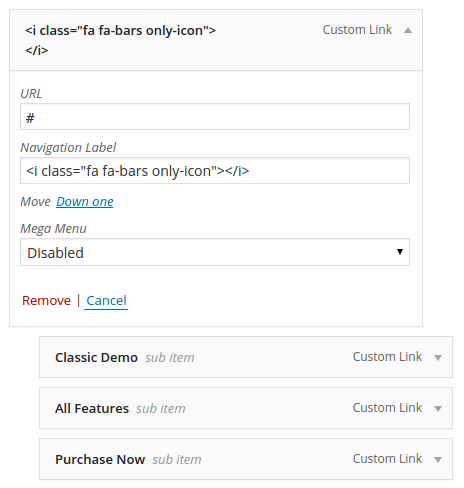 <i class="fa fa-bars only-icon"> Custom Link
</i>
URL
#
Navigation Label
<i class="fa fa-bars only-icon"></i>
Move Down one
Mega Menu
Disabled
Remove | Cancel
Classic Demo sub item Custom Link
All Features sub item Custom Link
Purchase Now sub item Custom Link